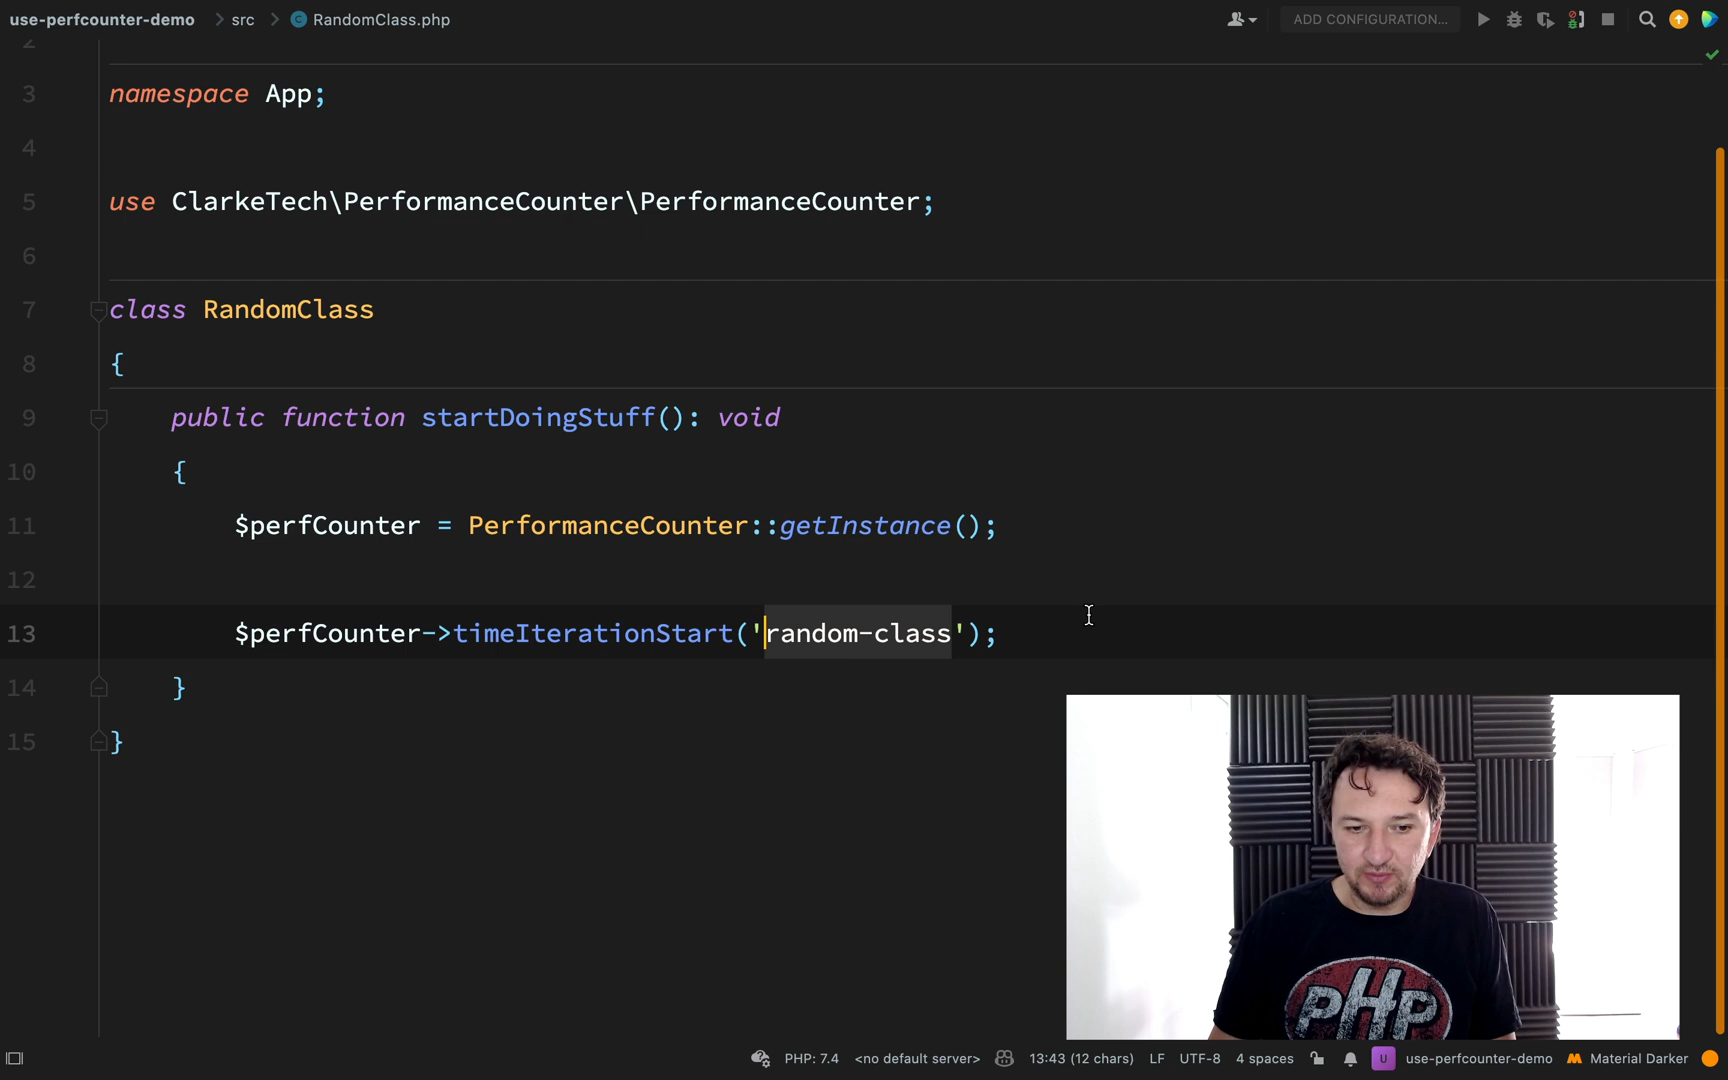 use-perfcounter-demo > src > RandomClass.php
ADD CONFIGURATION...
2
3 namespace App;
4
5 use ClarkeTech\PerformanceCounter\PerformanceCounter;
6
7 class RandomClass
8 {
9 public function startDoingStuff(): void
10 {
11 $perfCounter = PerformanceCounter::getInstance();
12
13 $perfCounter->timeIterationStart('random-class');
14 }
15 }
PHP
PHP: 7.4 <no default server> 13:43 (12 chars) LF UTF-8 4 spaces U use-perfcounter-demo Material Darker